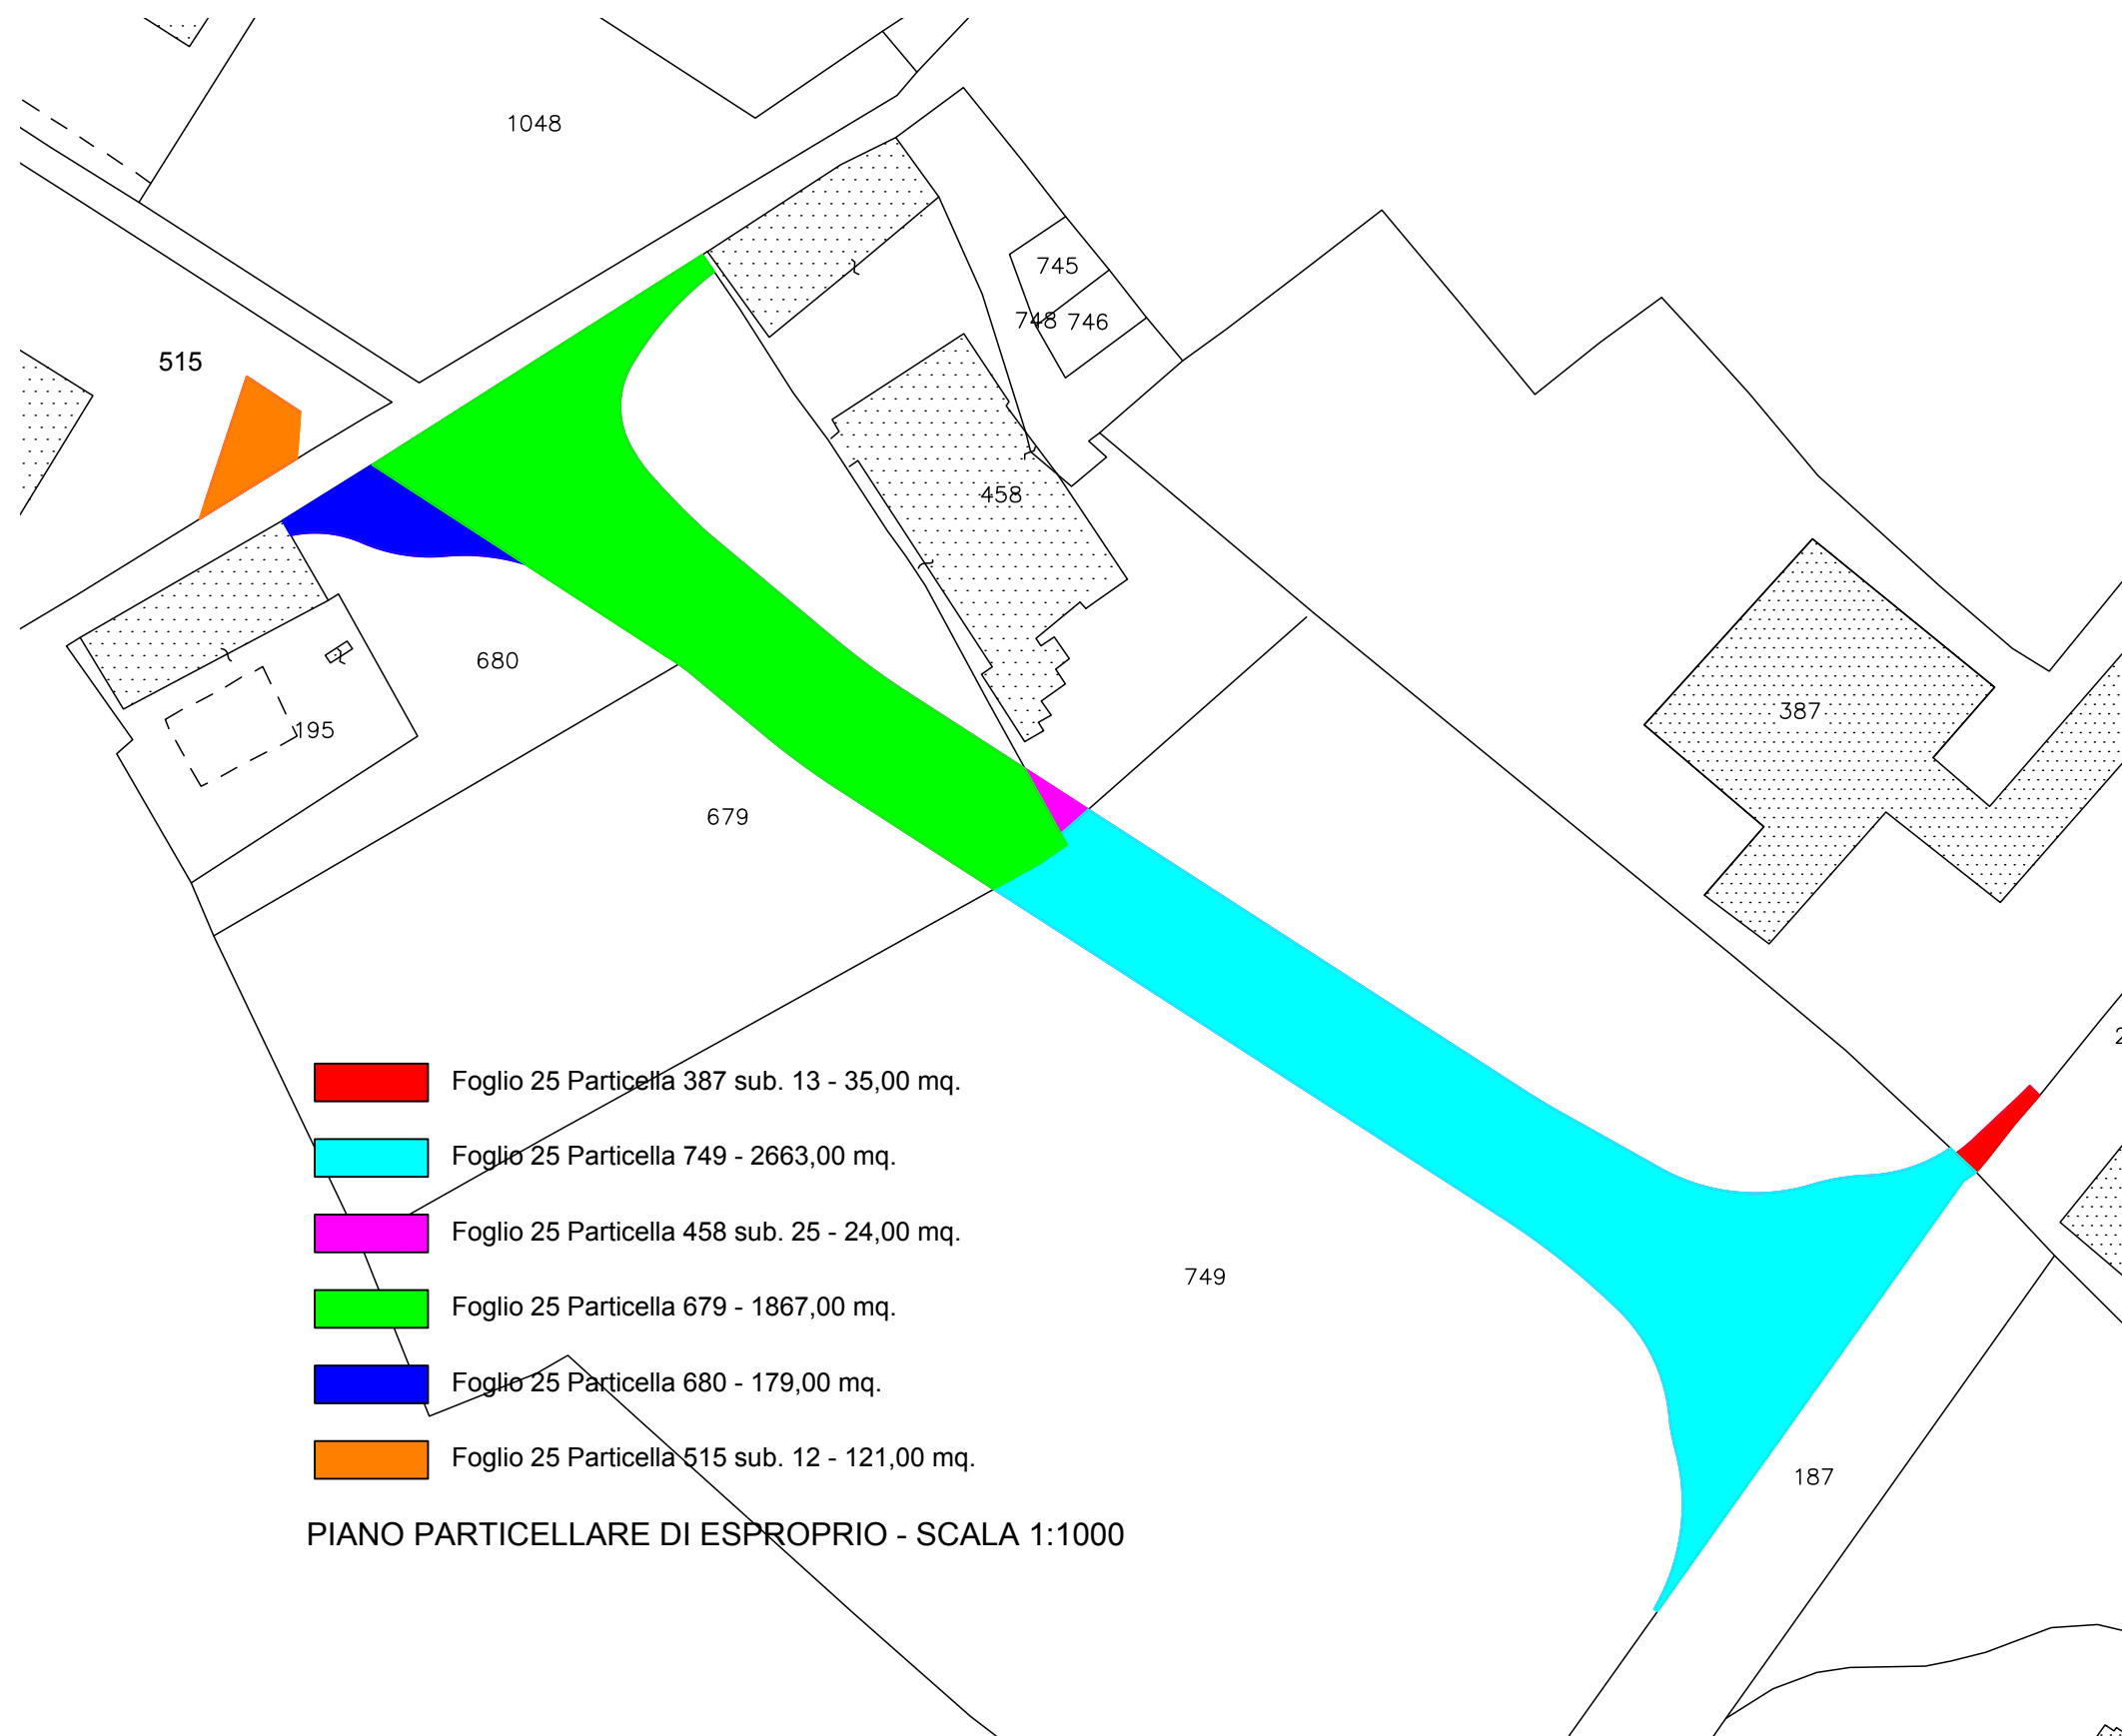 1048
745
515
748 746
458
680
387
195
679
Foglio 25 Particella 387 sub. 13 - 35,00 mq.
Foglio 25 Particella 749 - 2663,00 mq.
Foglio 25 Particella 458 sub. 25 - 24,00 mq.
749
Foglio 25 Particella 679 - 1867,00 mq.
Foglio 25 Particella 680 - 179,00 mq.
Foglio 25 Particella 515 sub. 12 - 121,00 mq.
187
PIANO PARTICELLARE DI ESPROPRIO - SCALA 1:1000